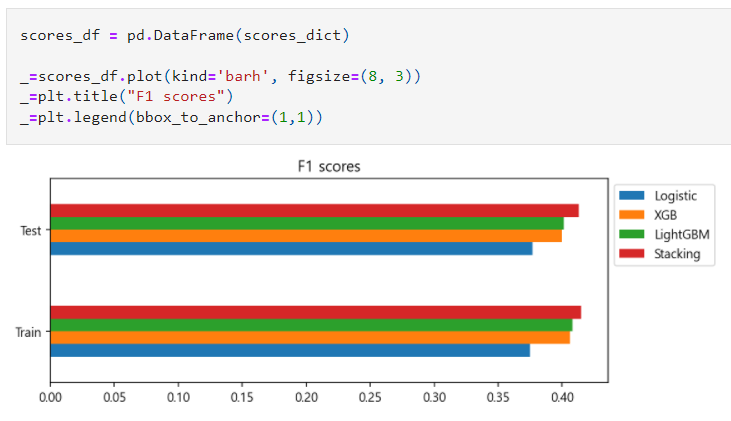 scores_df = pd.DataFrame(scores_dict)
_=scores_df.plot(kind='barh', figsize=(8, 3))
_=plt.title("F1 scores")
_=plt.legend(bbox_to_anchor=(1,1))
F1 scores
Test
Train
0.00 0.05 0.10 0.15 0.20 0.25 0.30 0.35 0.40
Logistic
XGB
LightGBM
Stacking